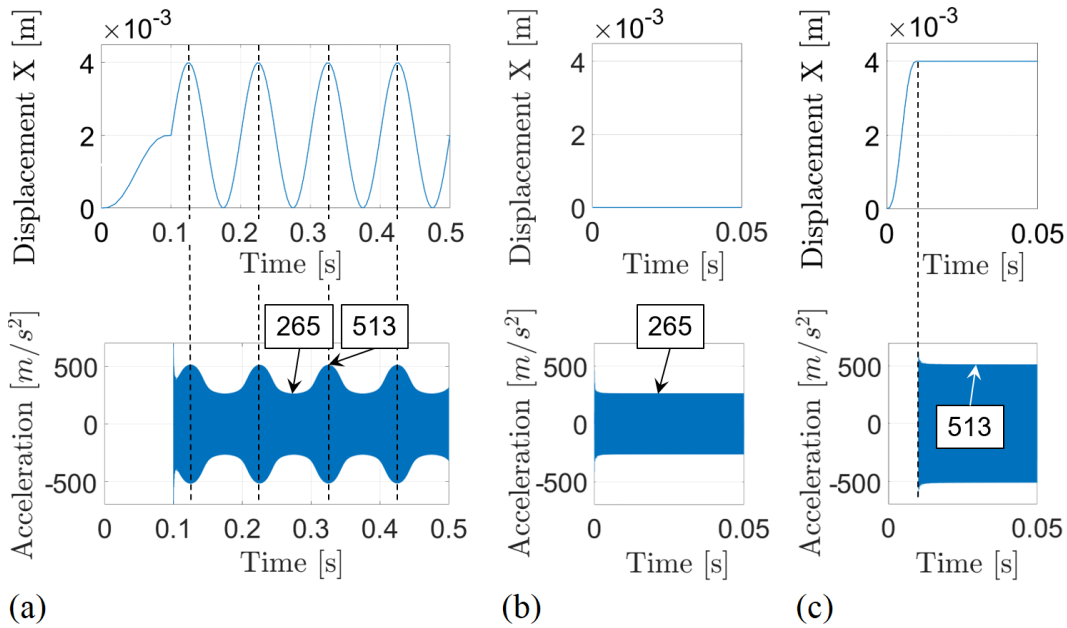 ×10⁻³
Displacement X [m]
4
2
0
0 0.1 0.2 0.3 0.4 0.5
Time [s]
265
513
Acceleration [m/s²]
500
0
-500
0 0.1 0.2 0.3 0.4 0.5
Time [s]
(a)
×10⁻³
Displacement X [m]
4
2
0
0 0.05
Time [s]
265
Acceleration [m/s²]
500
0
-500
0 0.05
Time [s]
(b)
×10⁻³
Displacement X [m]
4
2
0
0 0.05
Time [s]
Acceleration [m/s²]
500
0
-500
513
0 0.05
Time [s]
(c)